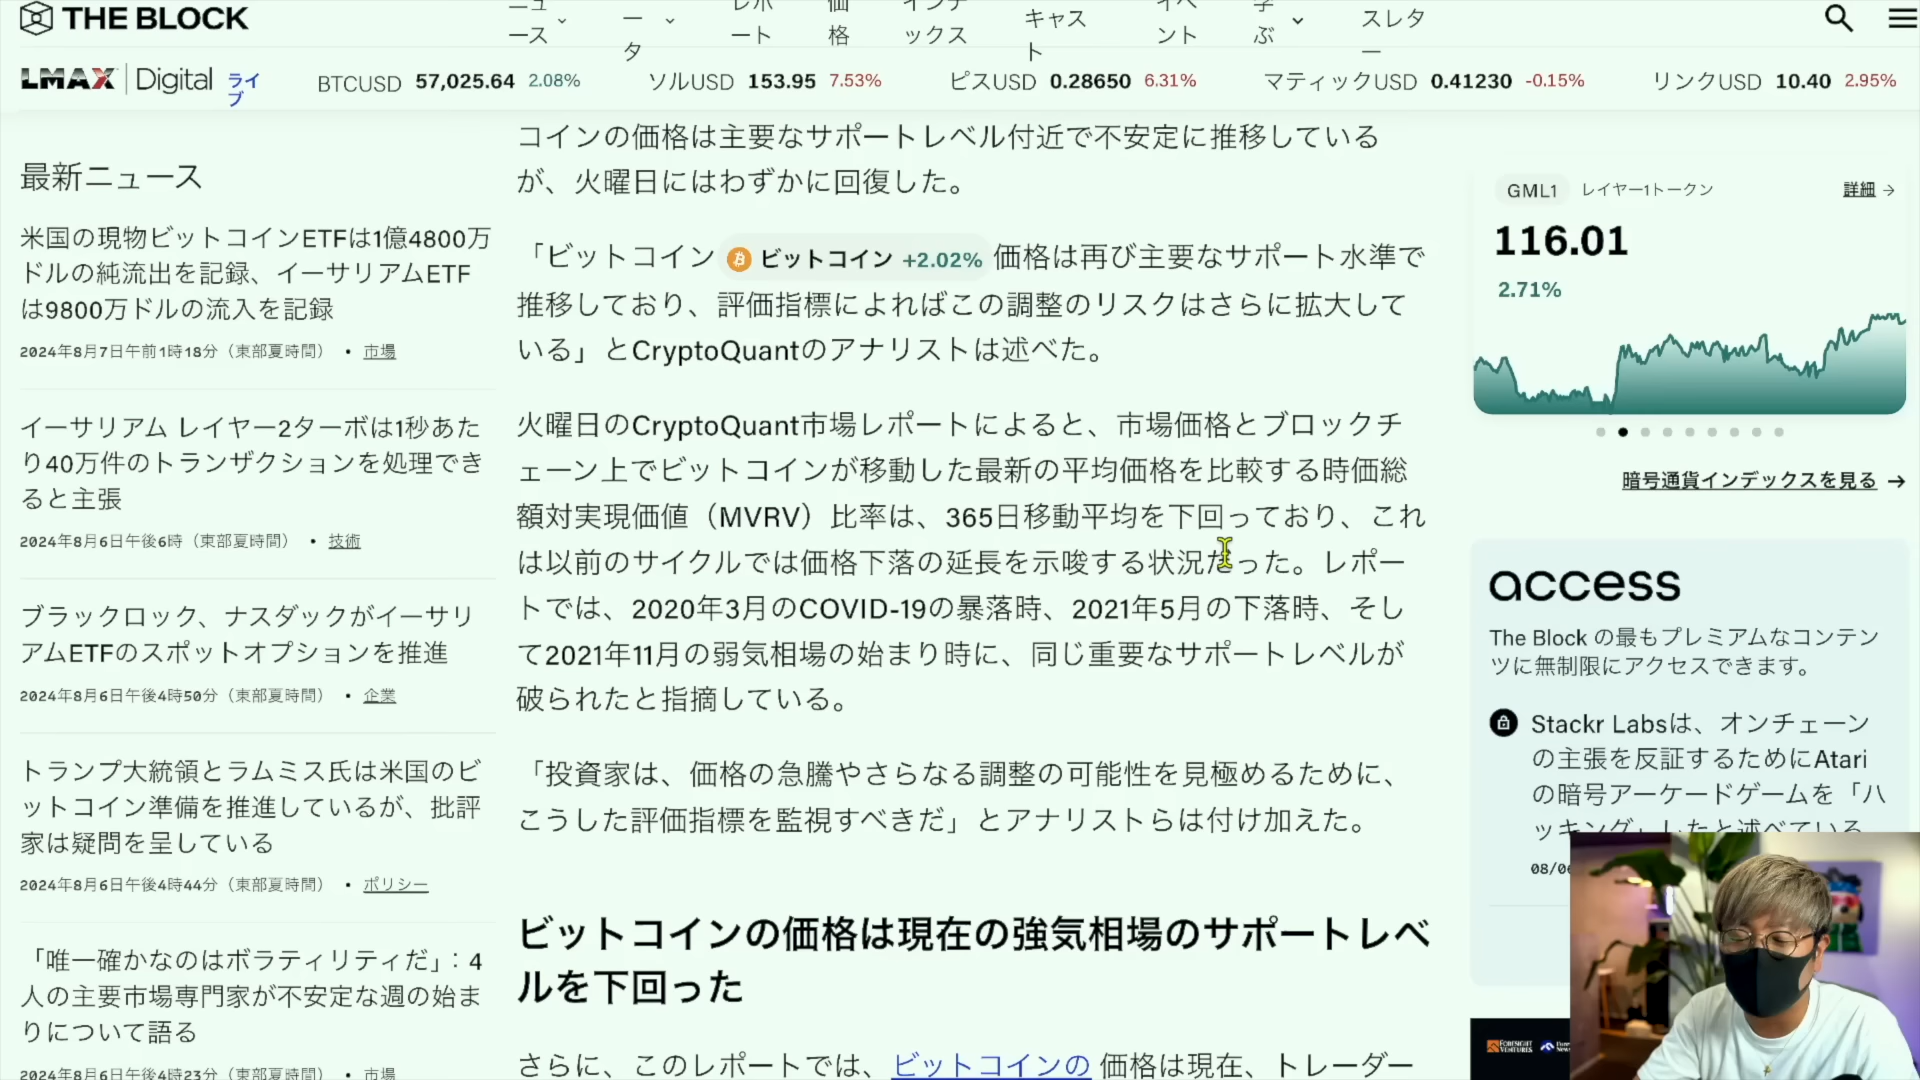 THE BLOCK
LMAX Digital ライブ
BTCUSD 57,025.64 2.08%
ソルUSD 153.95 7.53%
ピスUSD 0.28650 6.31%
マティックUSD 0.41230 -0.15%
リンクUSD 10.40 2.95%
最新ニュース
米国の現物ビットコインETFは1億4800万
ドルの純流出を記録、イーサリアムETF
は9800万ドルの流入を記録
2024年8月7日午前1時18分（東部夏時間） • 市場
イーサリアム レイヤー2ターボは1秒あた
り40万件のトランザクションを処理でき
ると主張
2024年8月6日午後6時（東部夏時間） • 技術
ブラックロック、ナスダックがイーサリ
アムETFのスポットオプションを推進
2024年8月6日午後4時50分（東部夏時間） • 企業
トランプ大統領とラムミス氏は米国のビ
ットコイン準備を推進しているが、批評
家は疑問を呈している
2024年8月6日午後4時44分（東部夏時間） • ポリシー
「唯一確かなのはボラティリティだ」：4
人の主要市場専門家が不安定な週の始ま
りについて語る
2024年8月6日午後4時23分（東部夏時間） • 市場
コインの価格は主要なサポートレベル付近で不安定に推移している
が、火曜日にはわずかに回復した。
「ビットコイン ビットコイン +2.02% 価格は再び主要なサポート水準で
推移しており、評価指標によればこの調整のリスクはさらに拡大して
いる」とCryptoQuantのアナリストは述べた。
火曜日のCryptoQuant市場レポートによると、市場価格とブロックチ
ェーン上でビットコインが移動した最新の平均価格を比較する時価総
額対実現価値（MVRV）比率は、365日移動平均を下回っており、これ
は以前のサイクルでは価格下落の延長を示唆する状況だった。レポー
トでは、2020年3月のCOVID-19の暴落時、2021年5月の下落時、そし
て2021年11月の弱気相場の始まり時に、同じ重要なサポートレベルが
破られたと指摘している。
「投資家は、価格の急騰やさらなる調整の可能性を見極めるために、
こうした評価指標を監視すべきだ」とアナリストらは付け加えた。
ビットコインの価格は現在の強気相場のサポートレベ
ルを下回った
さらに、このレポートでは、ビットコインの 価格は現在、トレーダー
GML1 レイヤー1トークン 詳細 →
116.01
2.71%
暗号通貨インデックスを見る →
access
The Block の最もプレミアムなコンテン
ツに無制限にアクセスできます。
Stackr Labsは、オンチェーン
の主張を反証するためにAtari
の暗号アーケードゲームを「ハ
ッキング」したと述べている
FORESIGHT VENTURES